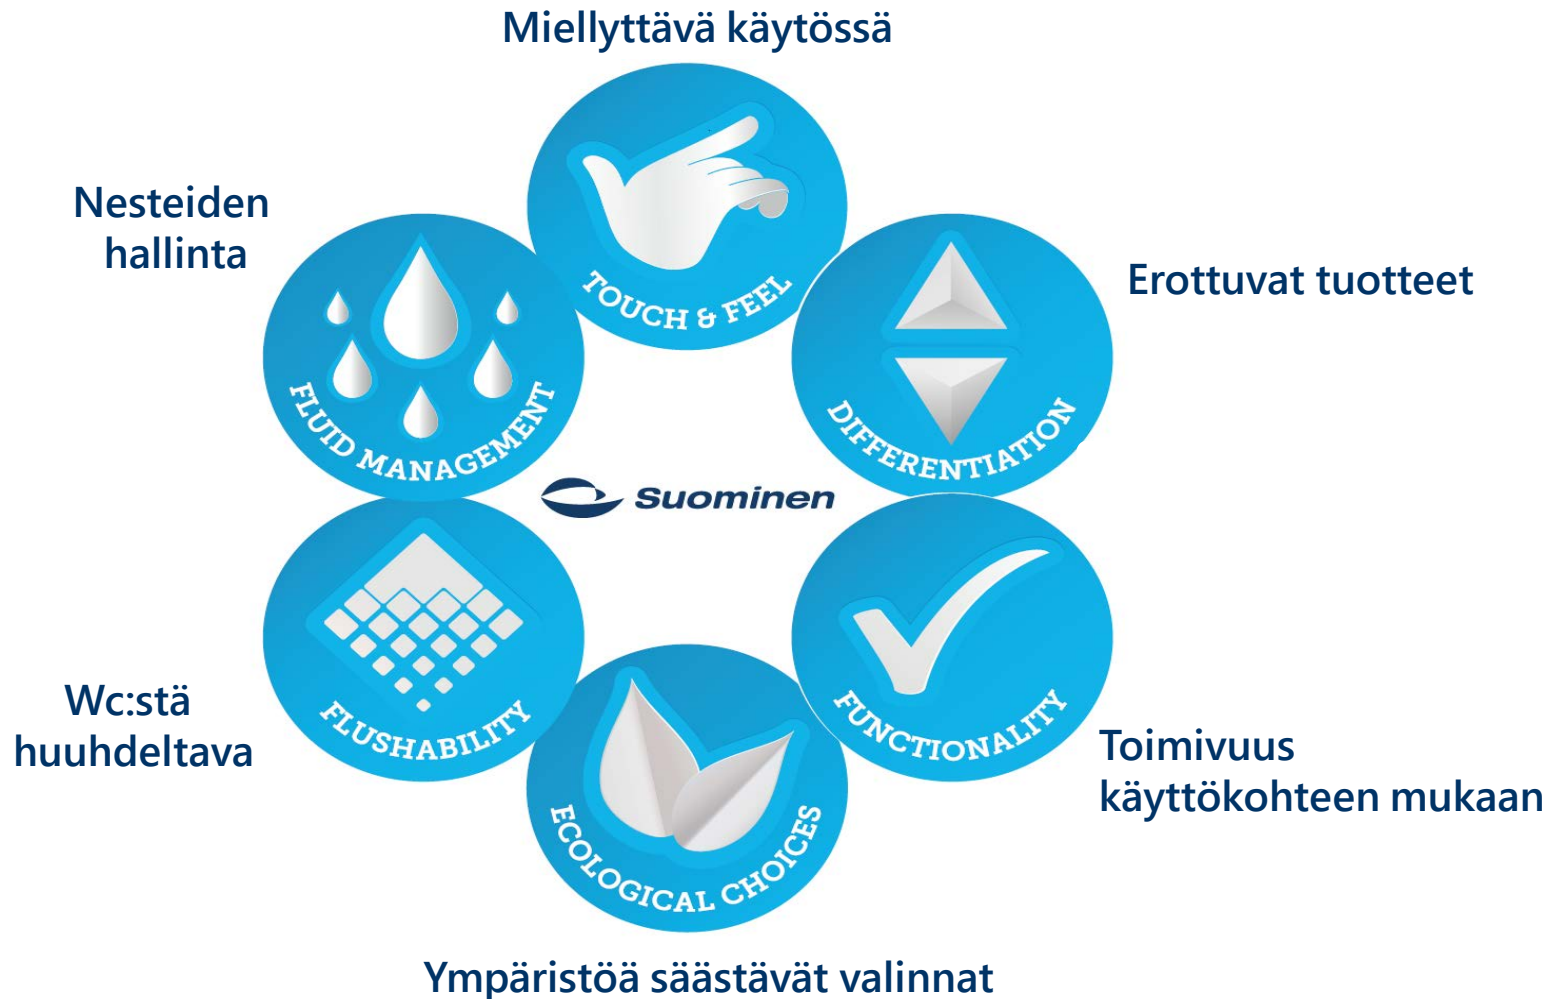 Miellyttävä käytössä
TOUCH & FEEL
Nesteiden
hallinta
FLUID MANAGEMENT
Erottuvat tuotteet
DIFFERENTIATION
Suominen
Wc:stä
huuhdeltava
FLUSHABILITY
FUNCTIONALITY
Toimivuus
käyttökohteen mukaan
ECOLOGICAL CHOICES
Ympäristöä säästävät valinnat